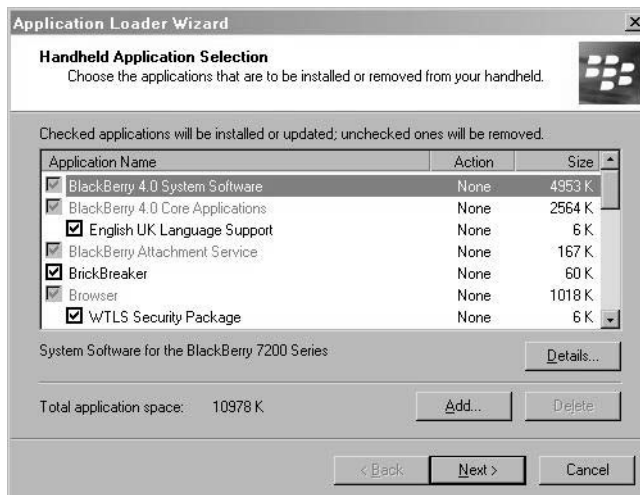 Application Loader Wizard
Handheld Application Selection
Choose the applications that are to be installed or removed from your handheld.
Checked applications will be installed or updated; unchecked ones will be removed.
Application Name Action Size
BlackBerry 4.0 System Software None 4953 K
BlackBerry 4.0 Core Applications None 2564 K
English UK Language Support None 6 K
BlackBerry Attachment Service None 167 K
BrickBreaker None 60 K
Browser None 1018 K
WTLS Security Package None 6 K
System Software for the BlackBerry 7200 Series
Details...
Total application space: 10978 K
Add... Delete
< Back Next > Cancel